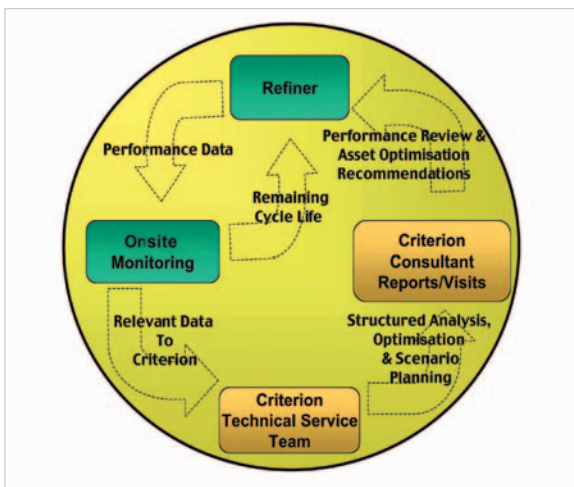 Refiner
Performance Data
Performance Review &
Asset Optimisation
Recommendations
Remaining
Cycle Life
Onsite
Monitoring
Criterion
Consultant
Reports/Visits
Relevant Data
To
Criterion
Structured Analysis,
Optimisation
& Scenario
Planning
Criterion
Technical Service
Team